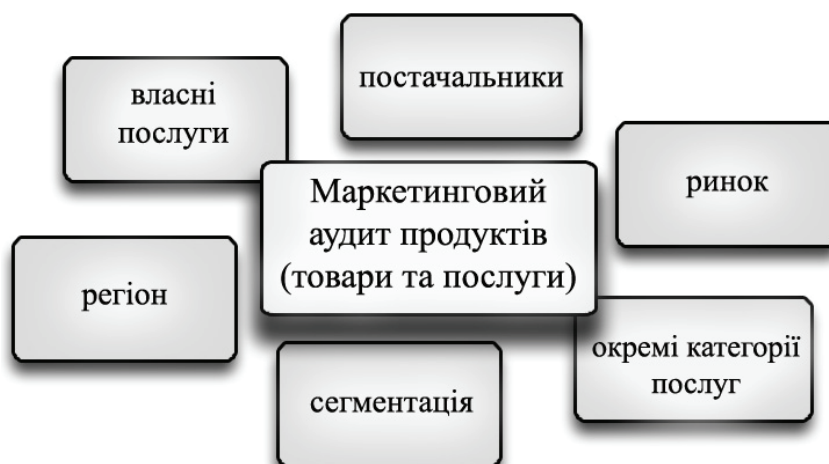 постачальники
власні
послуги
Маркетинговий
аудит продуктів
(товари та послуги)
ринок
регіон
окремі категорії
послуг
сегментація